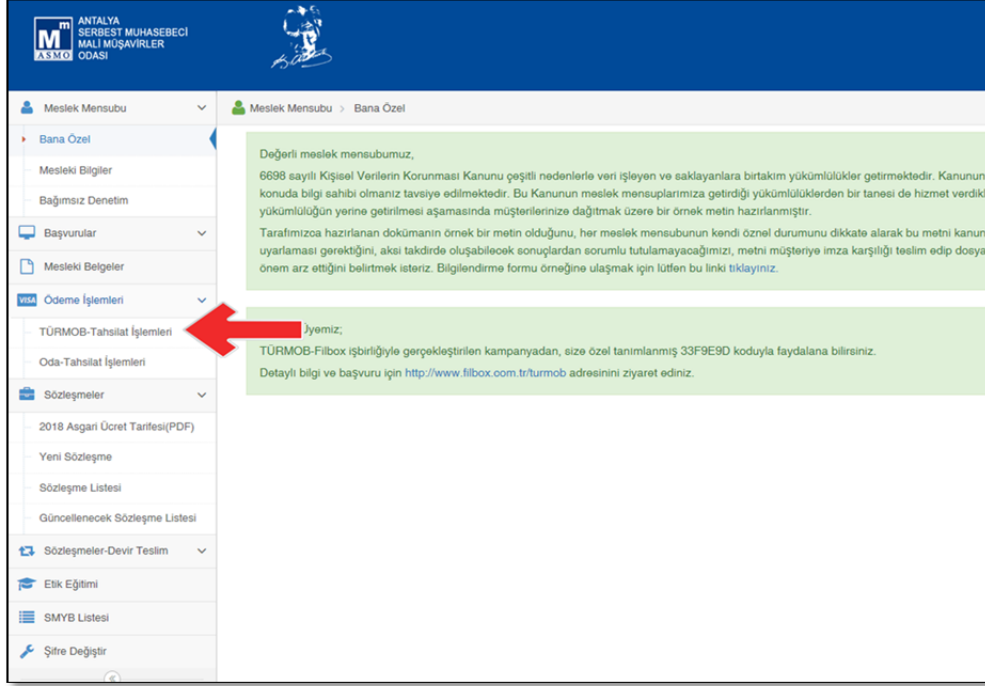 ANTALYA
SERBEST MUHASEBECİ
MALİ MÜŞAVİRLER
ODASI
Mm
ASMO
Meslek Mensubu
Bana Özel
Mesleki Bilgiler
Bağımsız Denetim
Başvurular
Mesleki Belgeler
VISA Ödeme İşlemleri
TÜRMOB-Tahsilat İşlemleri
Oda-Tahsilat İşlemleri
Sözleşmeler
2018 Asgari Ücret Tarifesi(PDF)
Yeni Sözleşme
Sözleşme Listesi
Güncellenecek Sözleşme Listesi
Sözleşmeler-Devir Teslim
Etik Eğitimi
SMYB Listesi
Şifre Değiştir
Meslek Mensubu > Bana Özel
Değerli meslek mensubumuz,
6698 sayılı Kişisel Verilerin Korunması Kanunu çeşitli nedenlerle veri işleyen ve saklayanlara birtakım yükümlülükler getirmektedir. Kanunun
konuda bilgi sahibi olmanız tavsiye edilmektedir. Bu Kanunun meslek mensuplarımıza getirdiği yükümlülüklerden bir tanesi de hizmet verdikl
yükümlülüğün yerine getirilmesi aşamasında müşterilerinize dağıtmak üzere bir örnek metin hazırlanmıştır.
Tarafımızca hazırlanan dokümanın örnek bir metin olduğunu, her meslek mensubunun kendi öznel durumunu dikkate alarak bu metni kanun
uyarlaması gerektiğini, aksi takdirde oluşabilecek sonuçlardan sorumlu tutulamayacağımızı, metni müşteriye imza karşılığı teslim edip dosya
önem arz ettiğini belirtmek isteriz. Bilgilendirme formu örneğine ulaşmak için lütfen bu linki tıklayınız.
Üyemiz;
TÜRMOB-Filbox işbirliğiyle gerçekleştirilen kampanyadan, size özel tanımlanmış 33F9E9D koduyla faydalana bilirsiniz.
Detaylı bilgi ve başvuru için http://www.filbox.com.tr/turmob adresinini ziyaret ediniz.